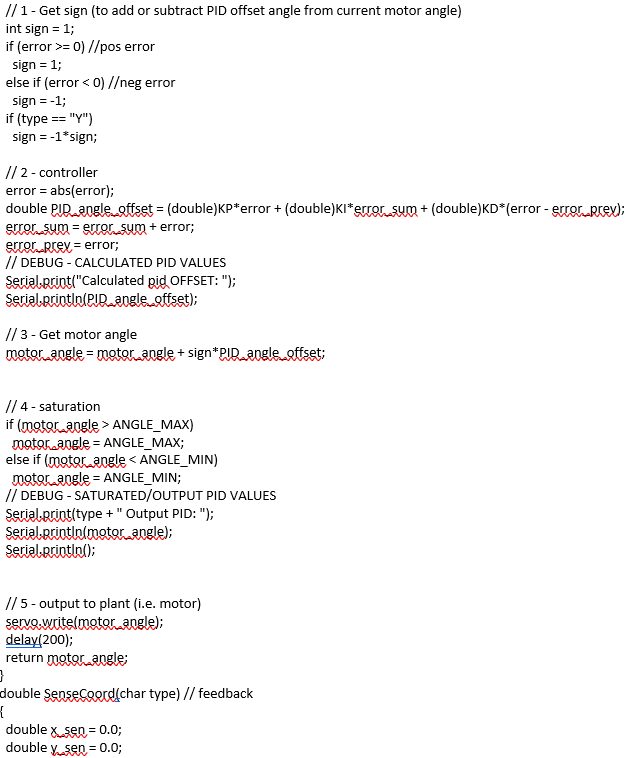 // 1 - Get sign (to add or subtract PID offset angle from current motor angle)
int sign = 1;
if (error >= 0) //pos error
sign = 1;
else if (error < 0) //neg error
sign = -1;
if (type == "Y")
sign = -1*sign;
// 2 - controller
error = abs(error);
double PID_angle_offset = (double)KP*error + (double)KI*error_sum + (double)KD*(error - error_prev);
error_sum = error_sum + error;
error_prev = error;
// DEBUG - CALCULATED PID VALUES
Serial.print("Calculated pid OFFSET: ");
Serial.println(PID_angle_offset);
// 3 - Get motor angle
motor_angle = motor_angle + sign*PID_angle_offset;
// 4 - saturation
if (motor_angle > ANGLE_MAX)
motor_angle = ANGLE_MAX;
else if (motor_angle < ANGLE_MIN)
motor_angle = ANGLE_MIN;
// DEBUG - SATURATED/OUTPUT PID VALUES
Serial.print(type + " Output PID: ");
Serial.println(motor_angle);
Serial.println();
// 5 - output to plant (i.e. motor)
servo.write(motor_angle);
delay(200);
return motor_angle;
}
double SenseCoord(char type) // feedback
{
double x_sen = 0.0;
double y_sen = 0.0;